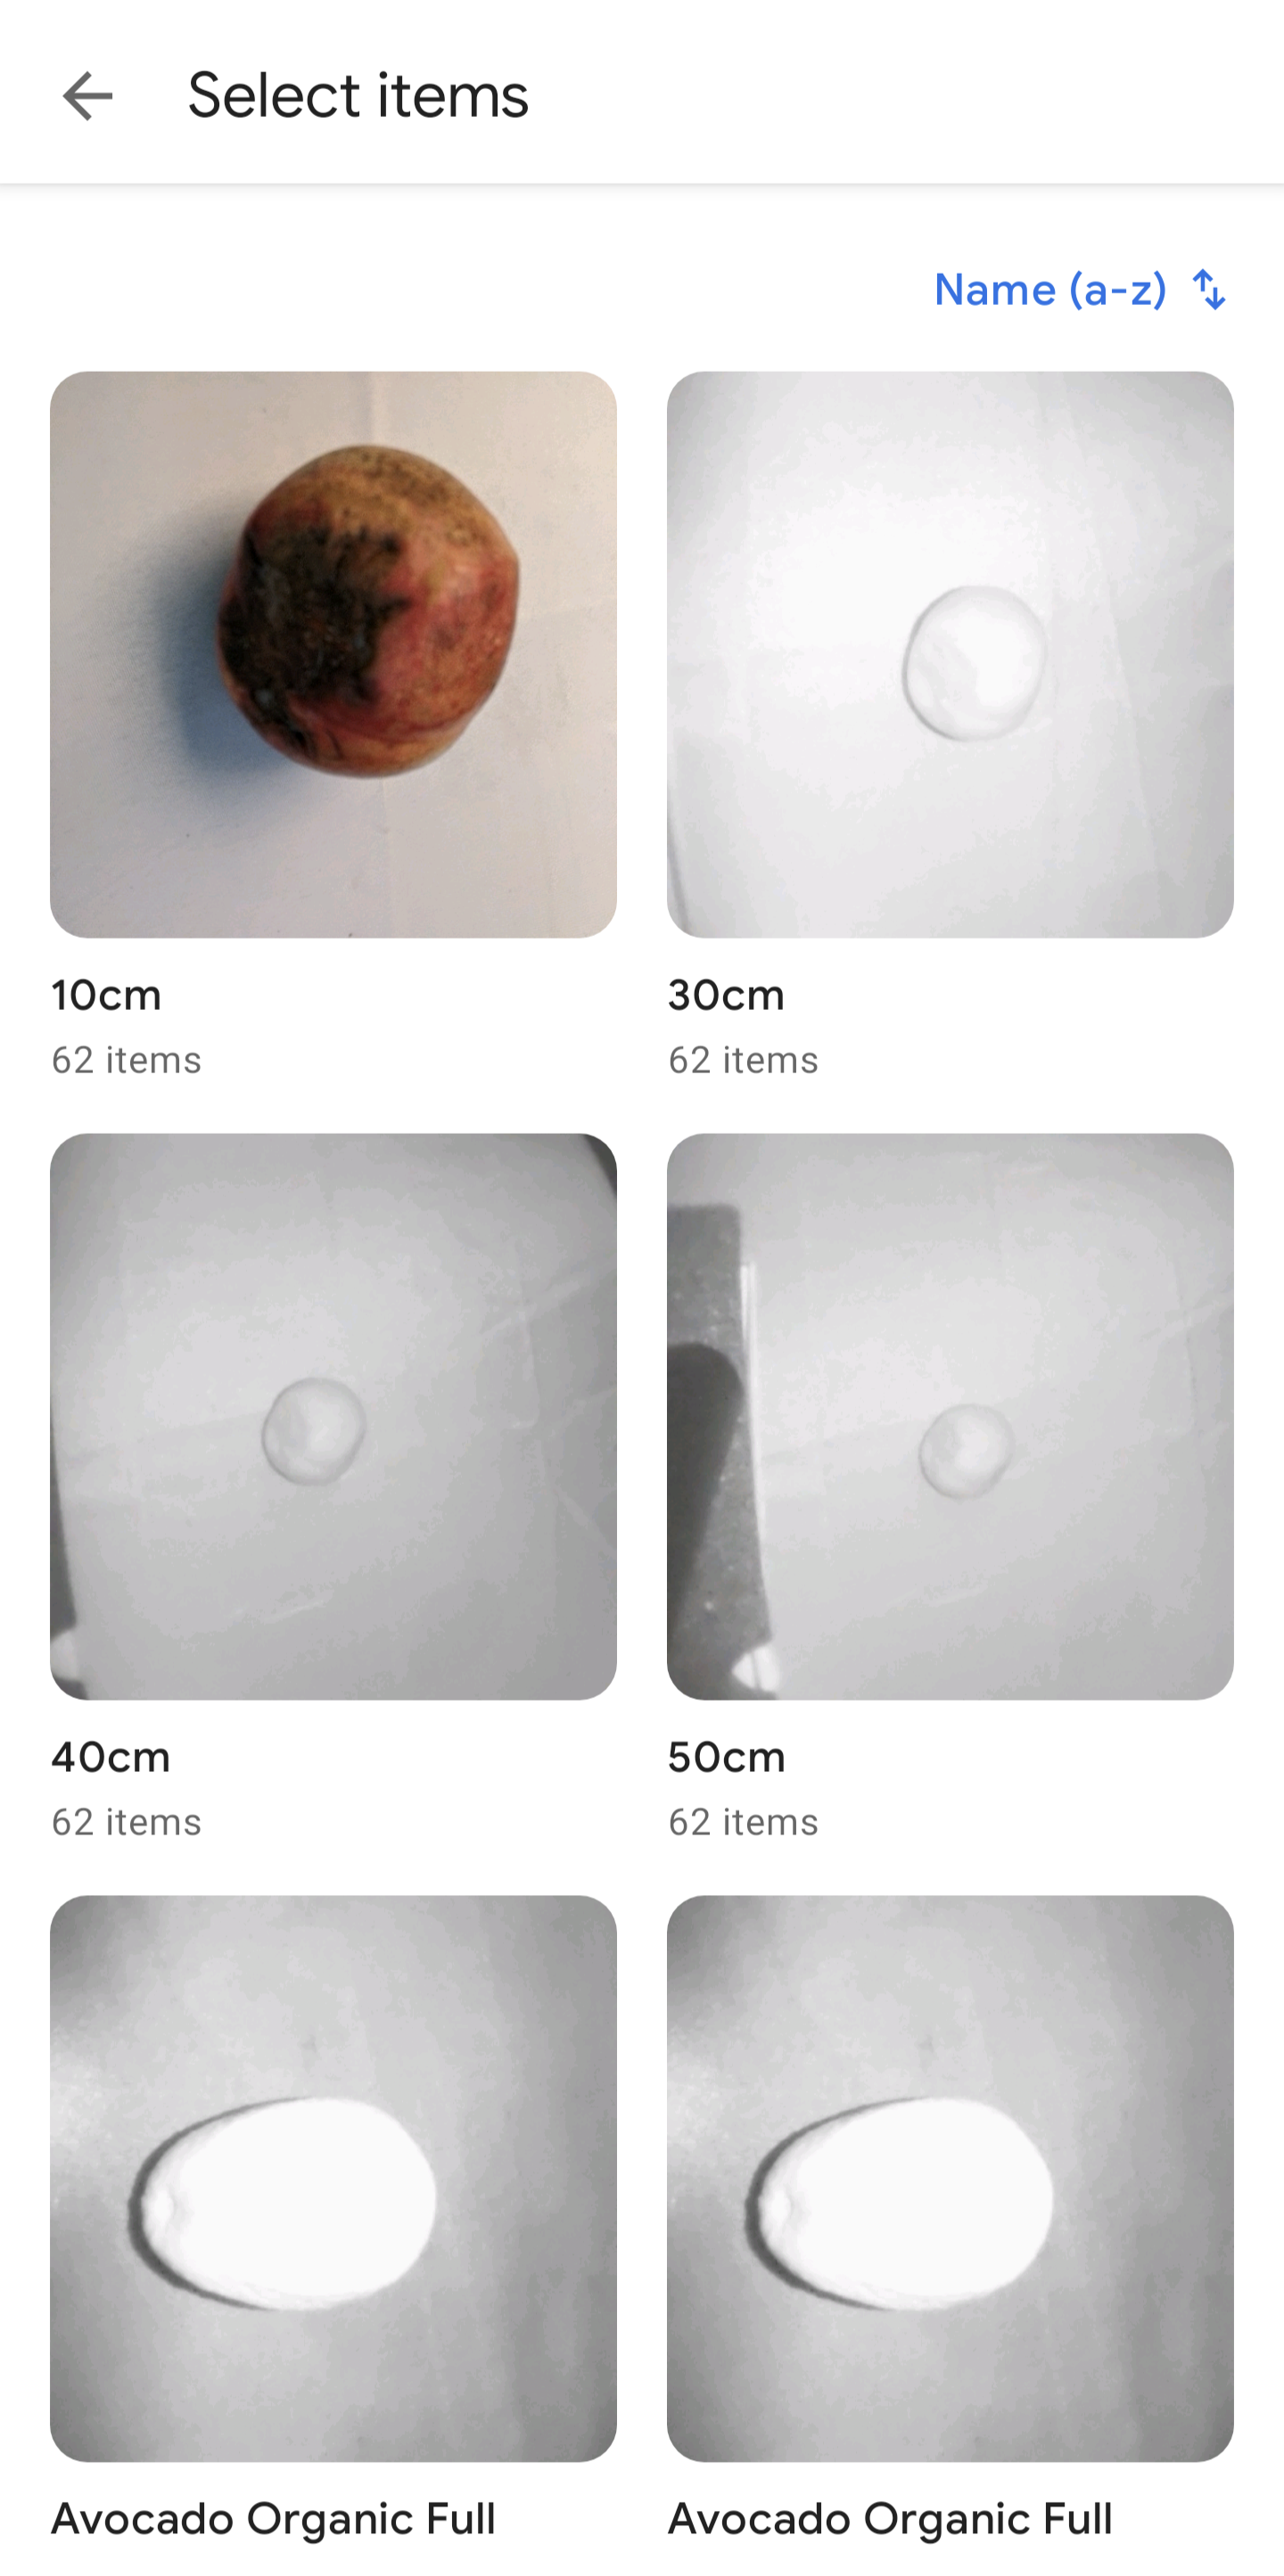 Select items
Name (a-z)
10cm
62 items
30cm
62 items
40cm
62 items
50cm
62 items
Avocado Organic Full
Avocado Organic Full